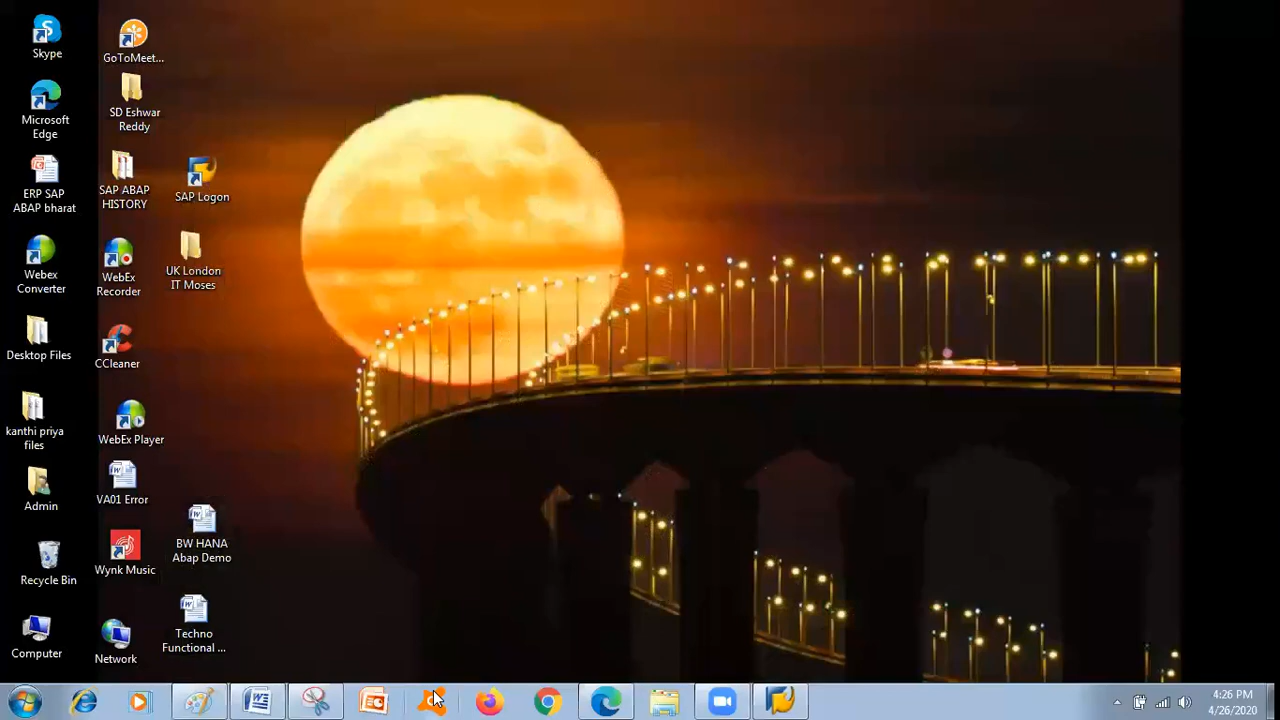 Skype
GoToMeet...
SD Eshwar
Reddy
Microsoft
Edge
ERP SAP
ABAP bharat
SAP ABAP
HISTORY
SAP Logon
Webex
Converter
WebEx
Recorder
UK London
IT Moses
Desktop Files
CCleaner
kanthi priya
files
WebEx Player
Admin
VA01 Error
Recycle Bin
Wynk Music
BW HANA
Abap Demo
Computer
Network
Techno
Functional ...
4:26 PM
4/26/2020